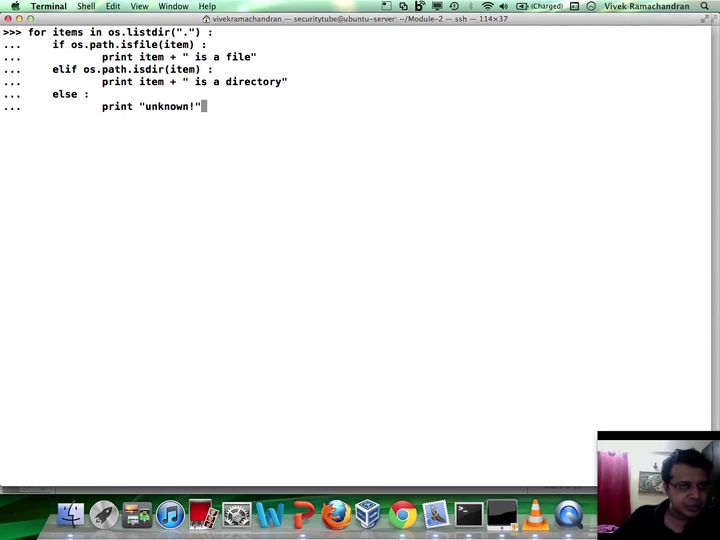 Terminal Shell Edit View Window Help (Charged) Vivek Ramachandran
vivekramachandran — securitytube@ubuntu-server: ~/Module-2 — ssh — 114×37
>>> for items in os.listdir(".") :
... if os.path.isfile(item) :
... print item + " is a file"
... elif os.path.isdir(item) :
... print item + " is a directory"
... else :
... print "unknown!"